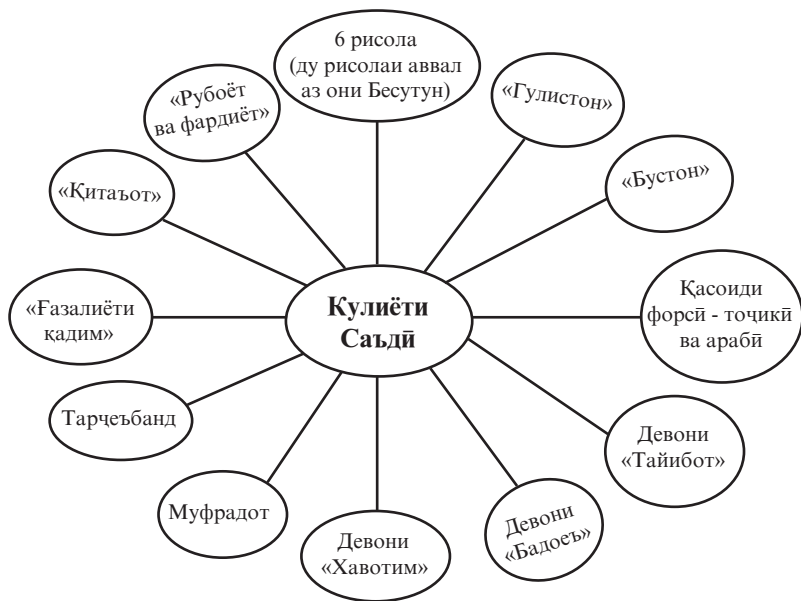 6 рисола
(ду рисолаи аввал
аз они Бесутун)
«Гулистон»
«Бустон»
Қасоиди
форсӣ - тоҷикӣ
ва арабӣ
Девони
«Тайибот»
Девони
«Бадоеъ»
Девони
«Хавотим»
Муфрадот
Тарҷеъбанд
«Ғазалиёти
қадим»
«Қитаъот»
«Рубоёт
ва фардиёт»
Кулиёти
Саъдӣ